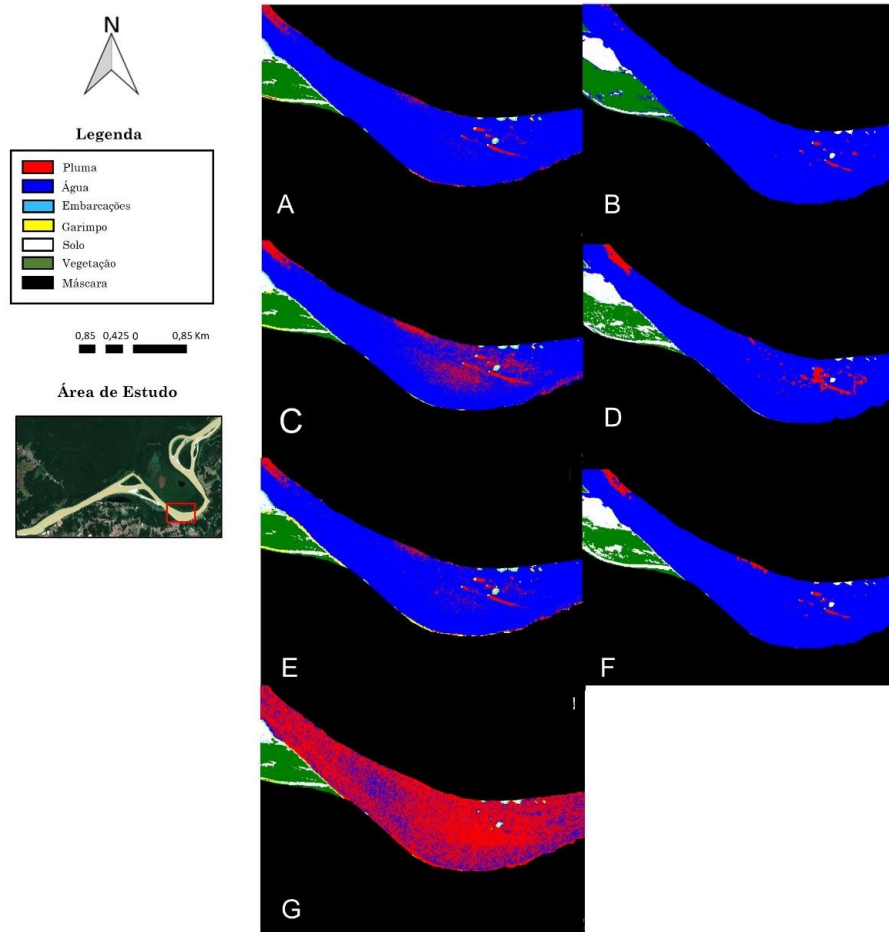 N
Legenda
Pluma
Água
Embarcações
Garimpo
Solo
Vegetação
Máscara
0,85 0,425 0 0,85 Km
Área de Estudo
A
B
C
D
E
F
G